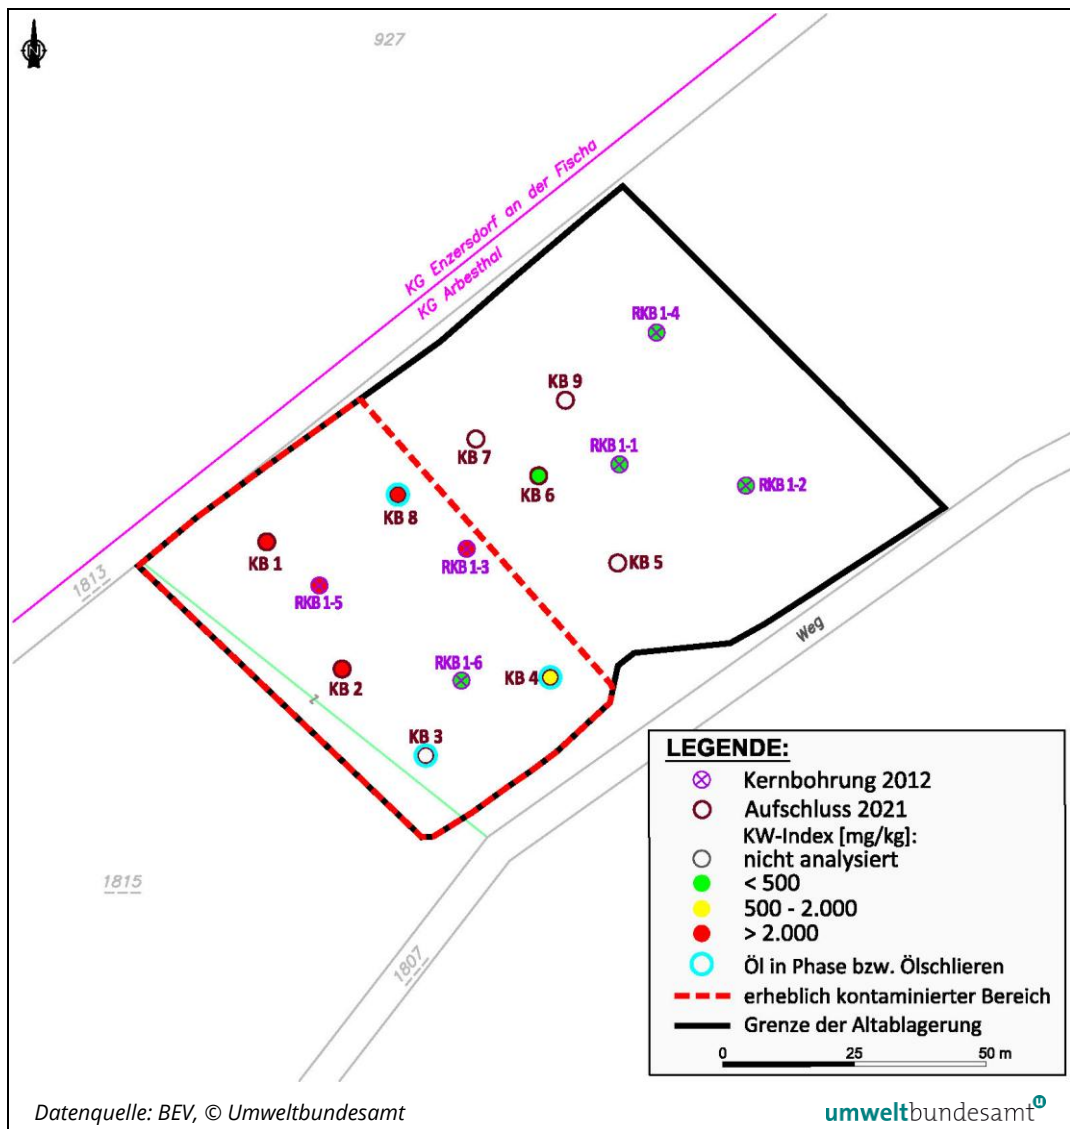 N
927
KG Enzersdorf an der Fischa
KG Arbesthal
RKB 1-4
KB 9
KB 7
RKB 1-1
RKB 1-2
KB 6
KB 8
KB 1
RKB 1-3
KB 5
1813
RKB 1-5
Weg
RKB 1-6
KB 2
KB 4
z
KB 3
1815
1807
LEGENDE:
Kernbohrung 2012
Aufschluss 2021
KW-Index [mg/kg]:
nicht analysiert
< 500
500 - 2.000
> 2.000
Öl in Phase bzw. Ölschlieren
erheblich kontaminierter Bereich
Grenze der Altablagerung
0 25 50 m
Datenquelle: BEV, © Umweltbundesamt
umweltbundesamt u